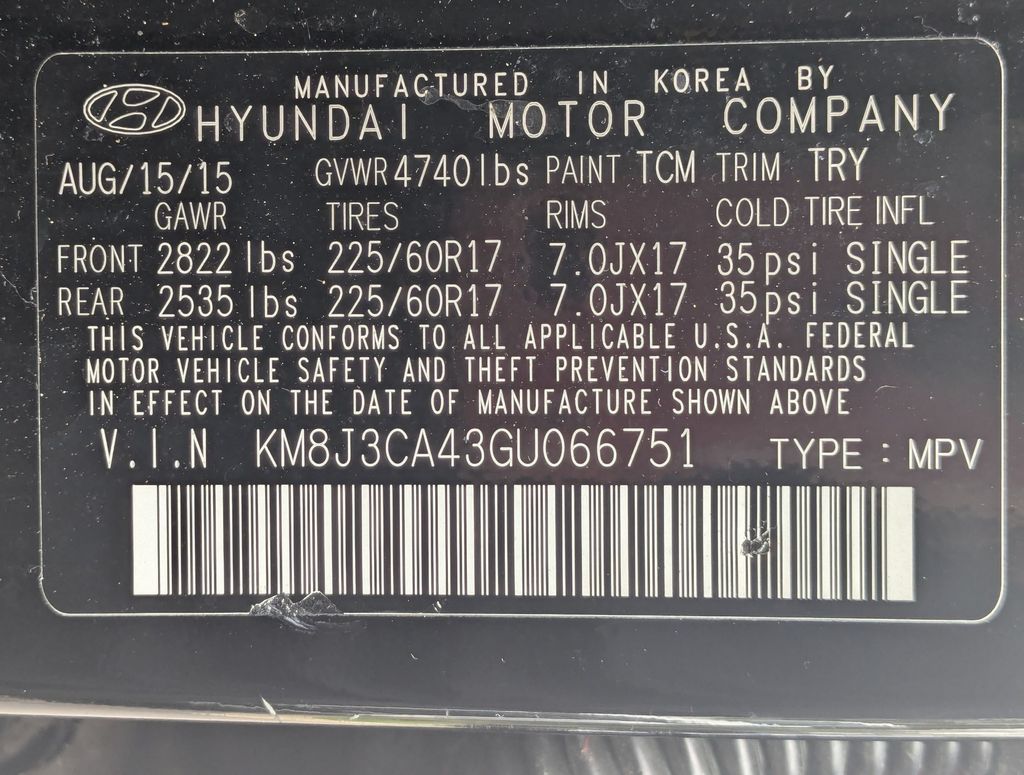 MANUFACTURED IN KOREA BY
HYUNDAI MOTOR COMPANY
AUG/15/15 GVWR 4740lbs PAINT TCM TRIM TRY
GAWR TIRES RIMS COLD TIRE INFL
FRONT 2822 lbs 225/60R17 7.0JX17 35psi SINGLE
REAR 2535 lbs 225/60R17 7.0JX17 35psi SINGLE
THIS VEHICLE CONFORMS TO ALL APPLICABLE U.S.A. FEDERAL
MOTOR VEHICLE SAFETY AND THEFT PREVENTION STANDARDS
IN EFFECT ON THE DATE OF MANUFACTURE SHOWN ABOVE
V.I.N KM8J3CA43GU066751 TYPE : MPV